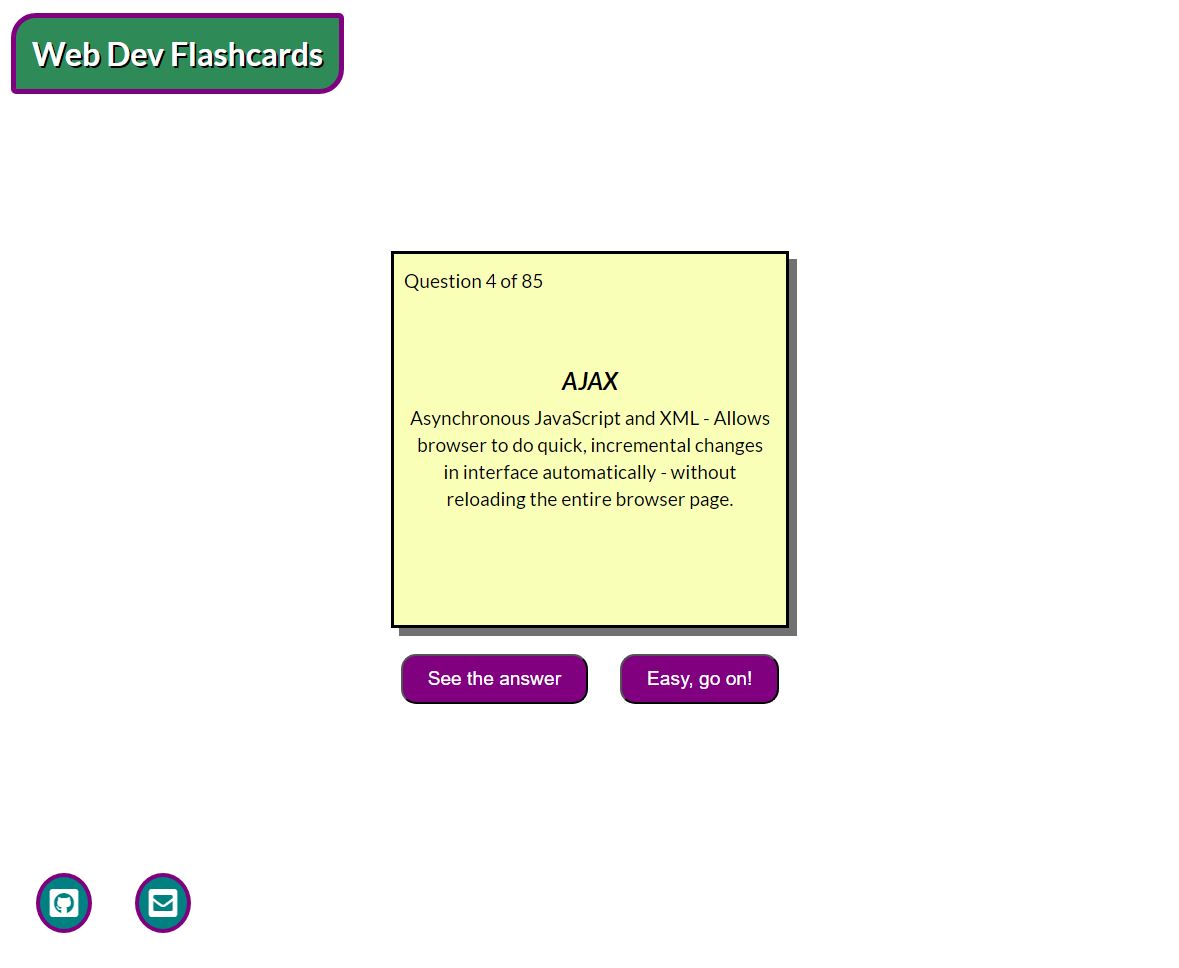 Web Dev Flashcards
Question 4 of 85
AJAX
Asynchronous JavaScript and XML - Allows
browser to do quick, incremental changes
in interface automatically - without
reloading the entire browser page.
See the answer
Easy, go on!